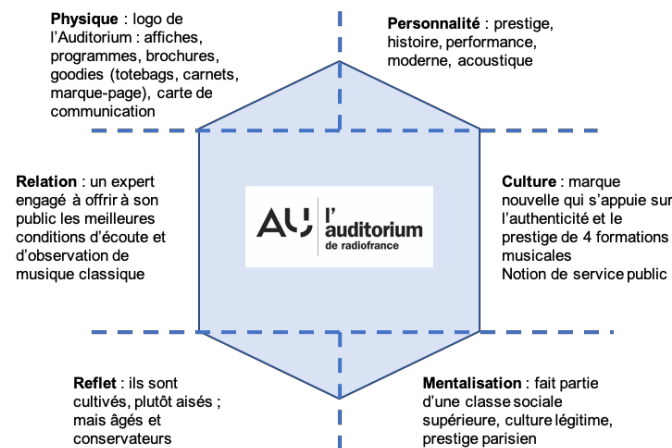 Physique : logo de
l'Auditorium : affiches,
programmes, brochures,
goodies (totebags, carnets,
marque-page), carte de
communication
Personnalité : prestige,
histoire, performance,
moderne, acoustique
Relation : un expert
engagé à offrir à son
public les meilleures
conditions d'écoute et
d'observation de
musique classique
AU
l'
auditorium
de radiofrance
Culture : marque
nouvelle qui s'appuie sur
l'authenticité et le
prestige de 4 formations
musicales
Notion de service public
Reflet : ils sont
cultivés, plutôt aisés ;
mais âgés et
conservateurs
Mentalisation : fait partie
d'une classe sociale
supérieure, culture légitime,
prestige parisien